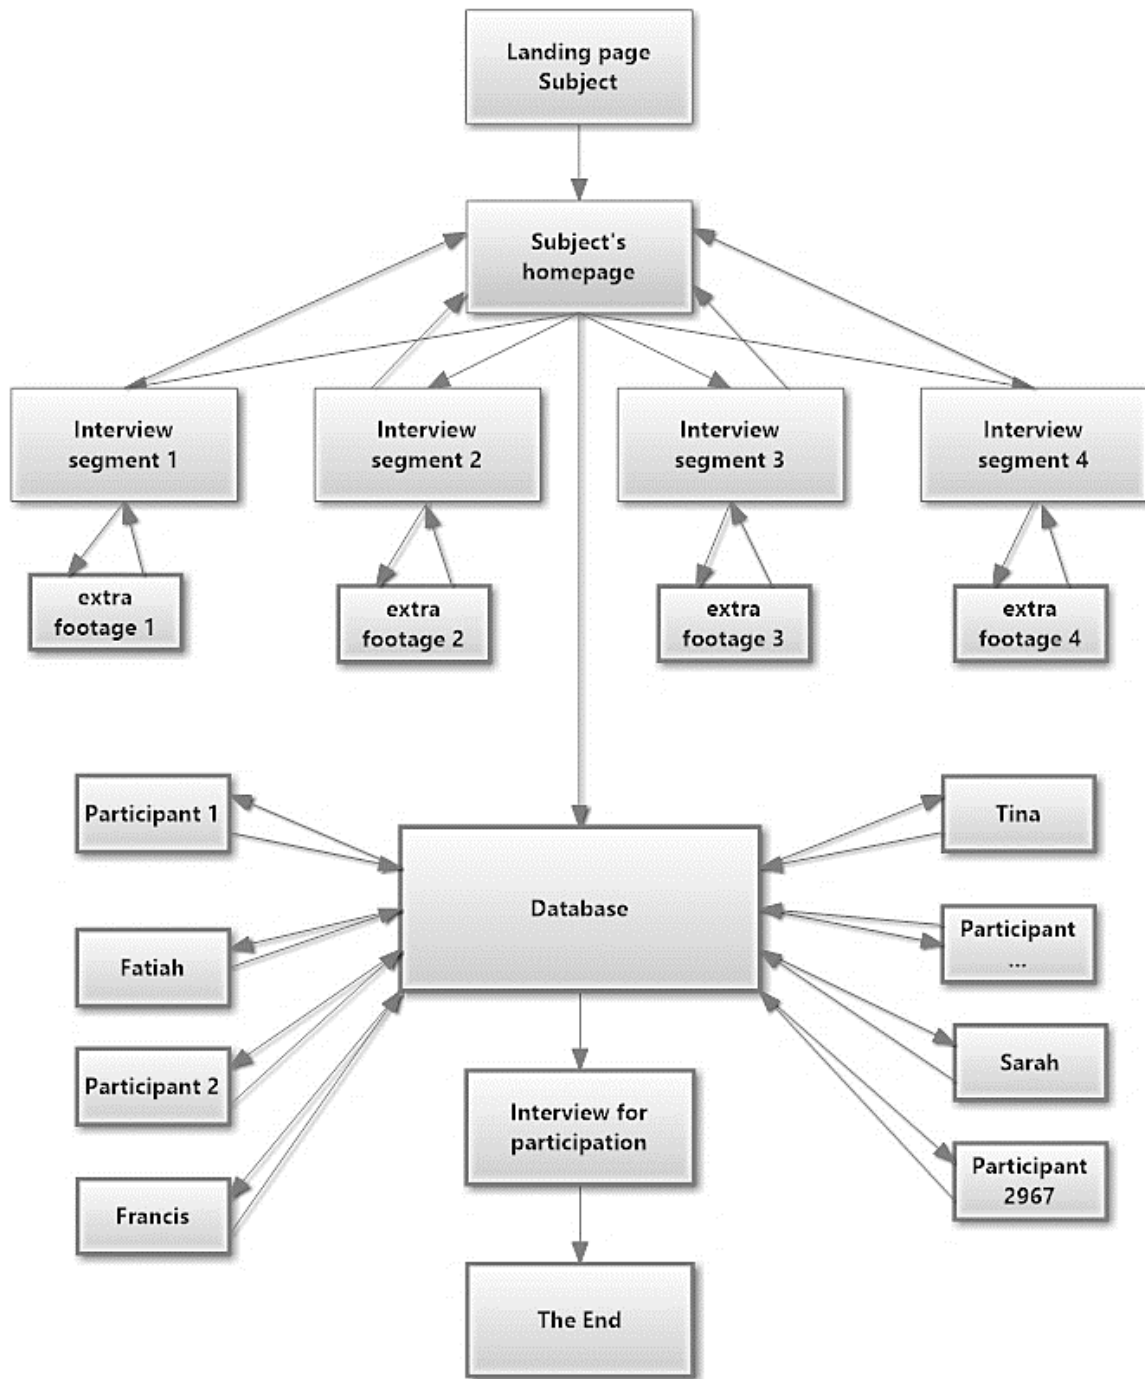 Landing page
Subject
Subject's
homepage
Interview
segment 1
Interview
segment 2
Interview
segment 3
Interview
segment 4
extra
footage 1
extra
footage 2
extra
footage 3
extra
footage 4
Participant 1
Tina
Database
Fatiah
Participant
...
Participant 2
Sarah
Interview for
participation
Participant
2967
Francis
The End